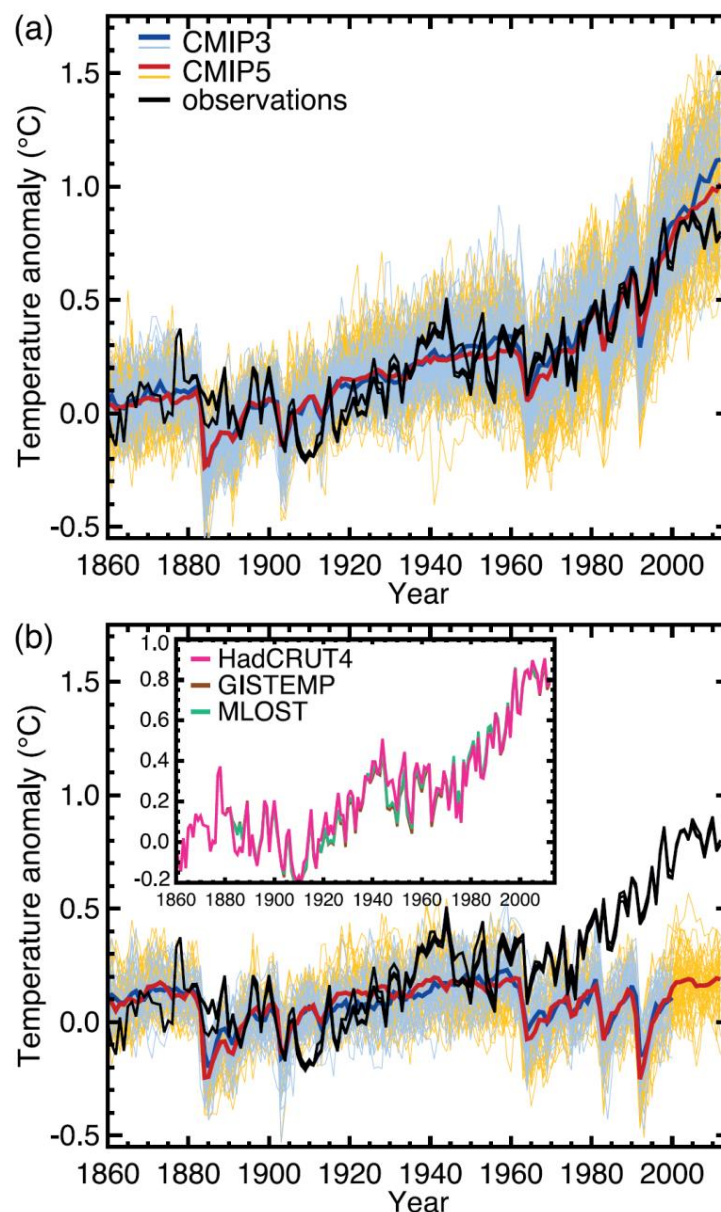 (a)
CMIP3
CMIP5
observations
Temperature anomaly (°C)
1.5
1.0
0.5
0.0
-0.5
1860 1880 1900 1920 1940 1960 1980 2000
Year
(b)
HadCRUT4
GISTEMP
MLOST
1.0
0.8
0.6
0.4
0.2
0.0
-0.2
1860 1880 1900 1920 1940 1960 1980 2000
Temperature anomaly (°C)
1.5
1.0
0.5
0.0
-0.5
1860 1880 1900 1920 1940 1960 1980 2000
Year